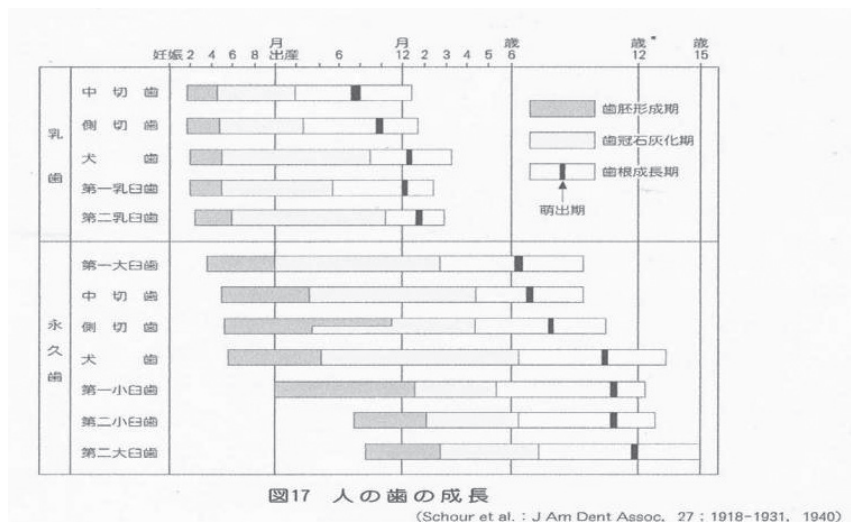 月 月 歳 歳 歳
妊娠 2 4 6 8 出産 6 12 2 3 4 5 6 12 15
乳歯
中切歯
側切歯
犬歯
第一乳臼歯
第二乳臼歯
歯胚形成期
歯冠石灰化期
歯根成長期
萌出期
永久歯
第一大臼歯
中切歯
側切歯
犬歯
第一小臼歯
第二小臼歯
第二大臼歯
図17 人の歯の成長
(Schour et al. : J Am Dent Assoc, 27 : 1918-1931, 1940)